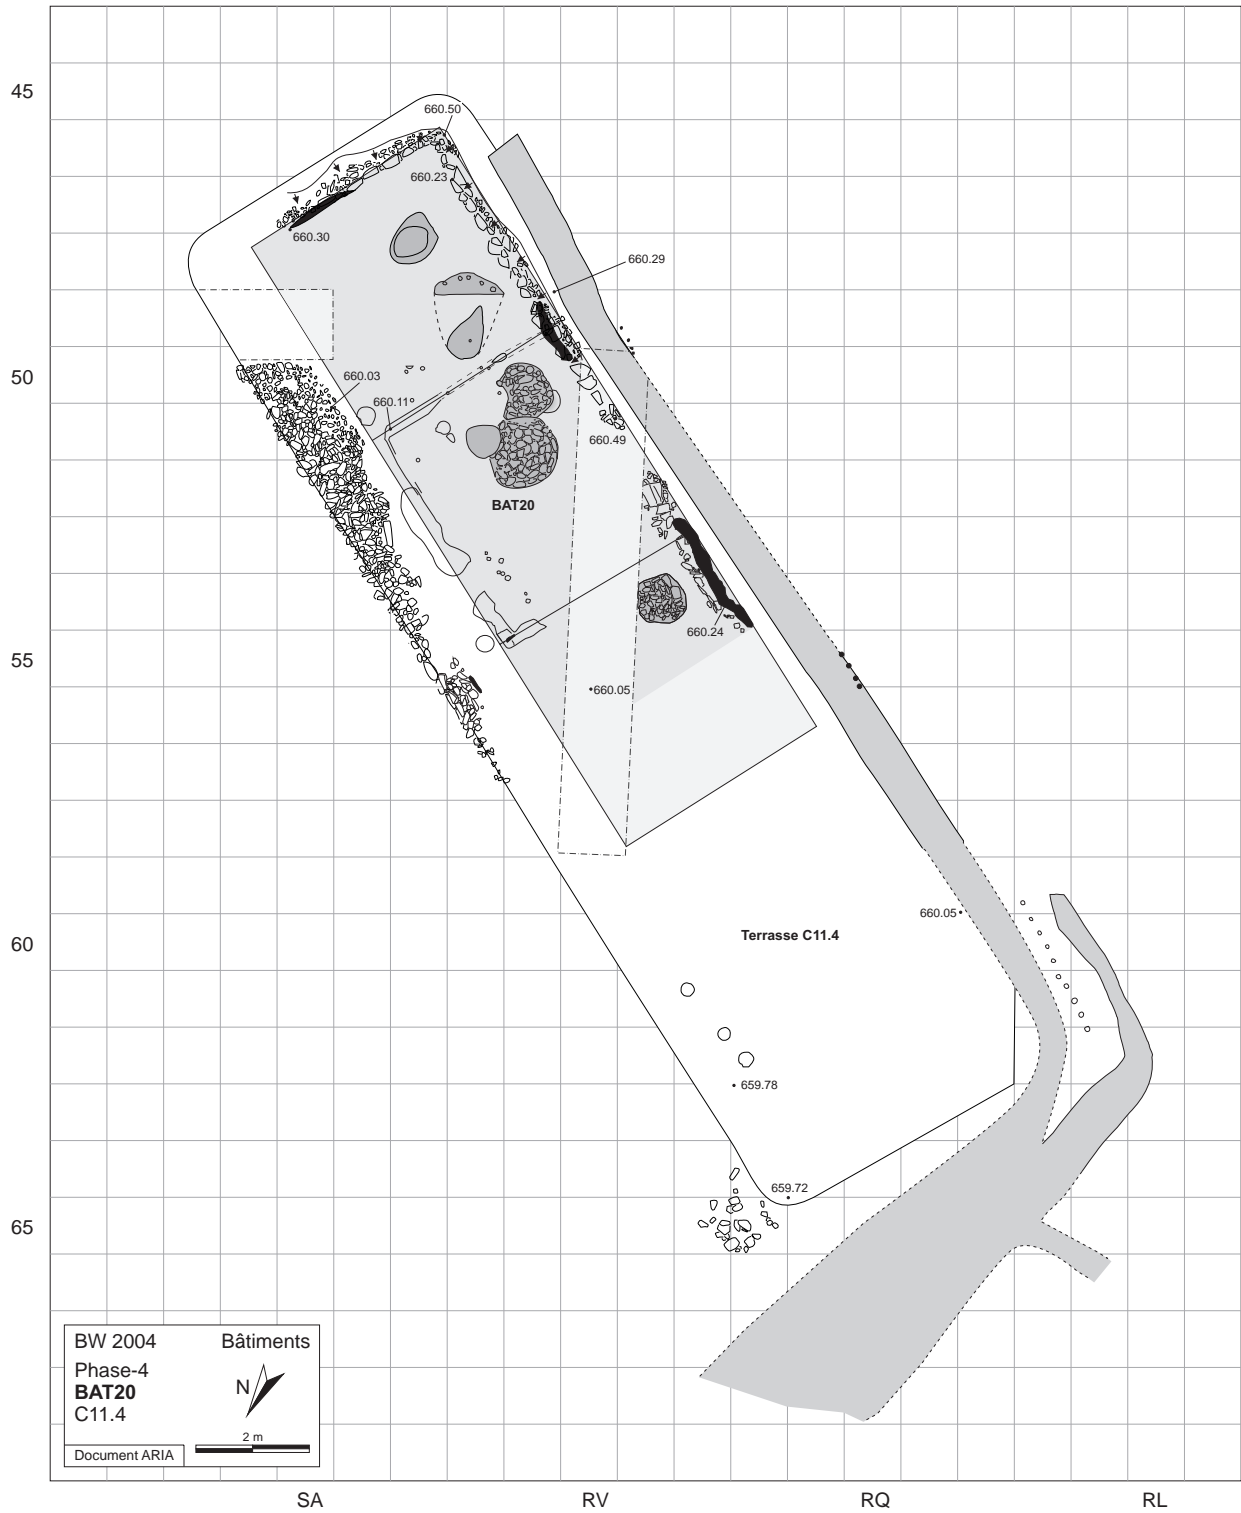 45
660.50
660.23
660.30
660.29
50
660.03
660.11
660.49
BAT20
660.24
55
660.05
660.05
Terrasse C11.4
60
659.78
659.72
65
BW 2004 Bâtiments
Phase-4
BAT20
C11.4
N
2 m
Document ARIA
SA RV RQ RL